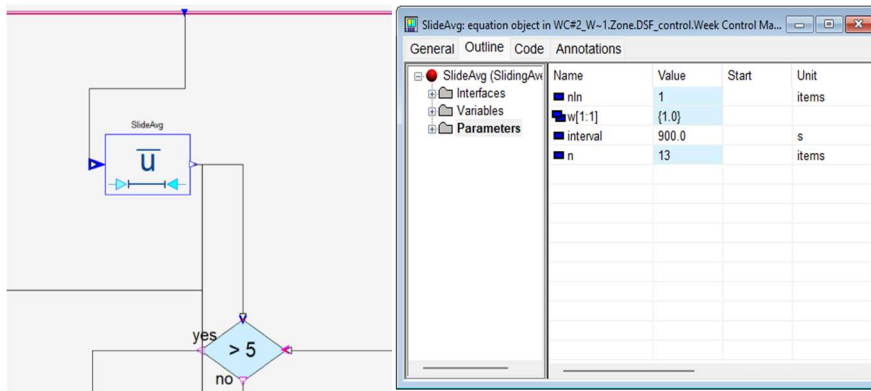 SlideAvg
u
yes
> 5
no
SlideAvg: equation object in WC#2_W~1.Zone.DSF_control.Week Control Ma...
General Outline Code Annotations
SlideAvg (SlidingAve
Interfaces
Variables
Parameters
Name Value Start Unit
nIn 1 items
w[1:1] {1.0}
interval 900.0 s
n 13 items